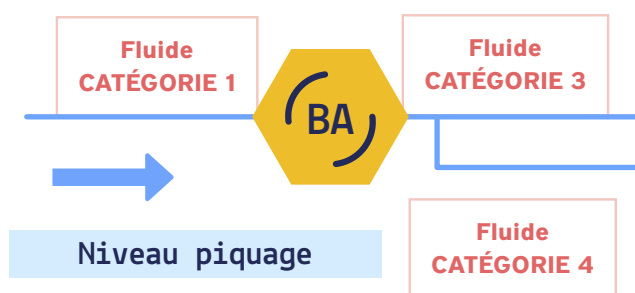 Fluide
CATÉGORIE 1
BA
Fluide
CATÉGORIE 3
Niveau piquage
Fluide
CATÉGORIE 4